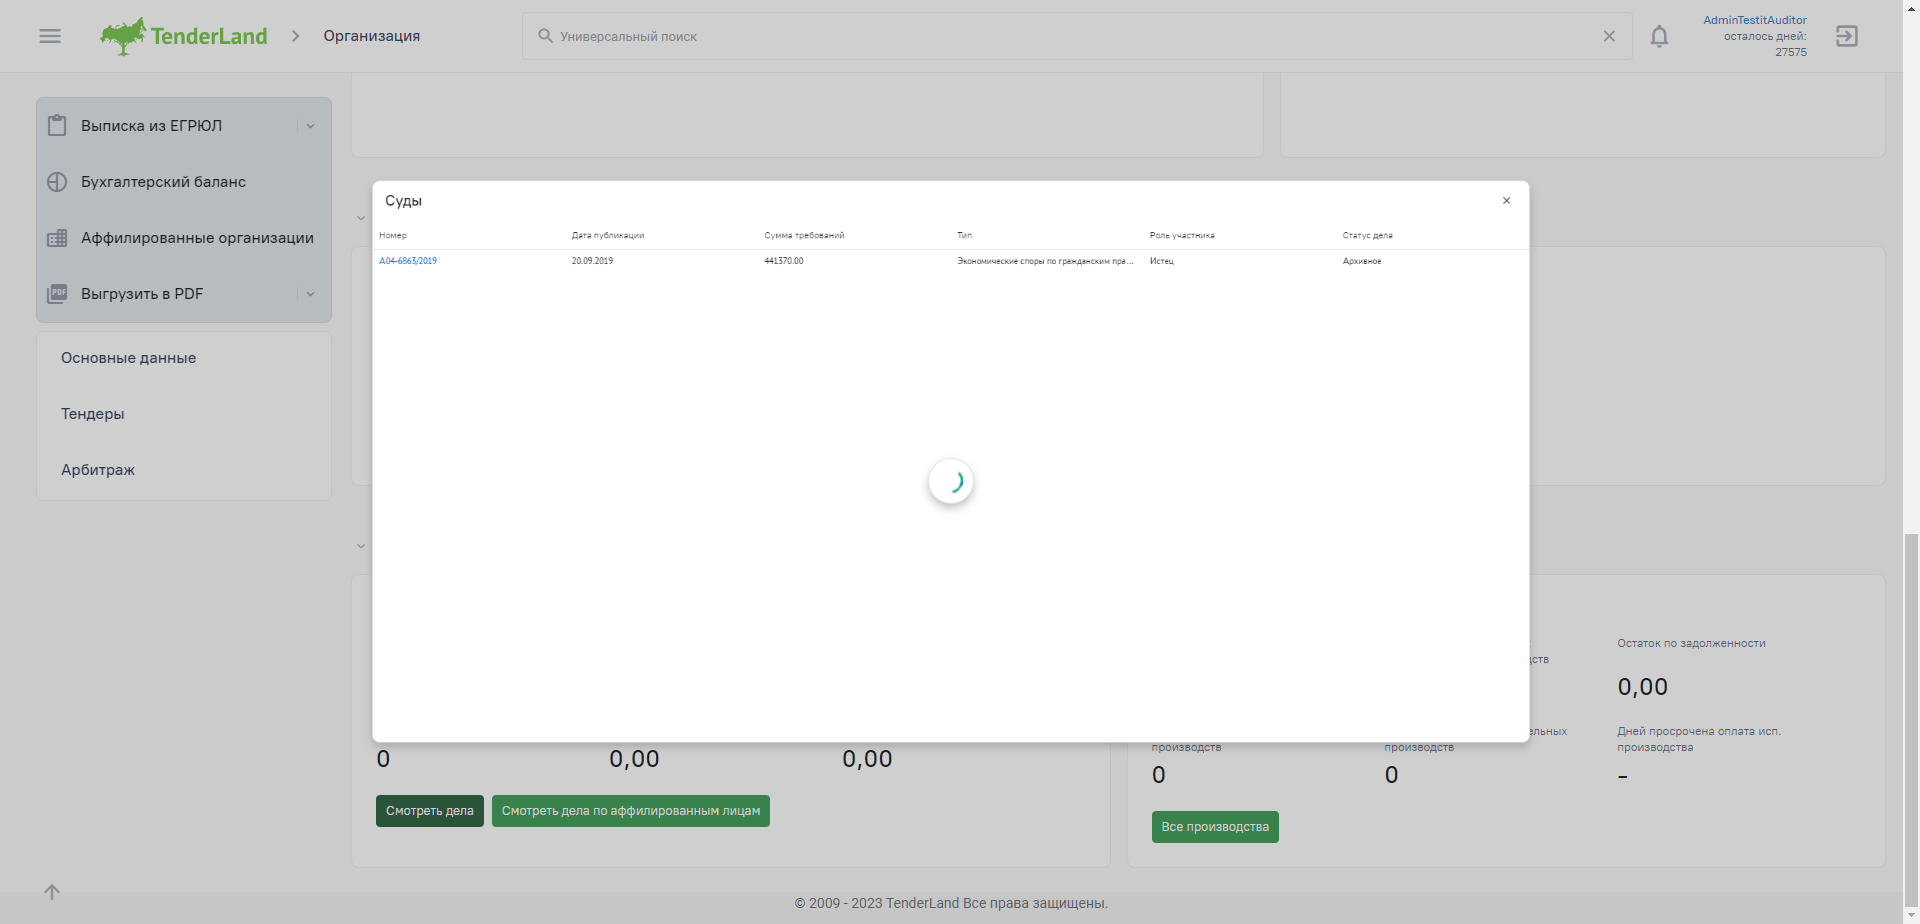 TenderLand
Организация
Универсальный поиск
AdminTestitAuditor
осталось дней:
27575
Выписка из ЕГРЮЛ
Бухгалтерский баланс
Аффилированные организации
PDF
Выгрузить в PDF
Основные данные
Тендеры
Арбитраж
Суды
Номер Дата публикации Сумма требований Тип Роль участника Статус дела
А04-6863/2019 20.09.2019 441370.00 Экономические споры по гражданским пра... Истец Архивное
Остаток по задолженности
0,00
Дней просрочена оплата исп.
производства
производств
производств
0 0,00 0,00
0 0 -
Смотреть дела
Смотреть дела по аффилированным лицам
Все производства
© 2009 - 2023 TenderLand Все права защищены.